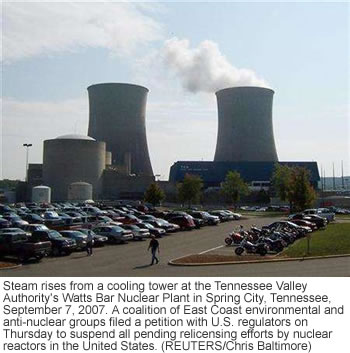 Steam rises from a cooling tower at the Tennessee Valley
Authority's Watts Bar Nuclear Plant in Spring City, Tennessee,
September 7, 2007. A coalition of East Coast environmental and
anti-nuclear groups filed a petition with U.S. regulators on
Thursday to suspend all pending relicensing efforts by nuclear
reactors in the United States. (REUTERS/Chris Baltimore)